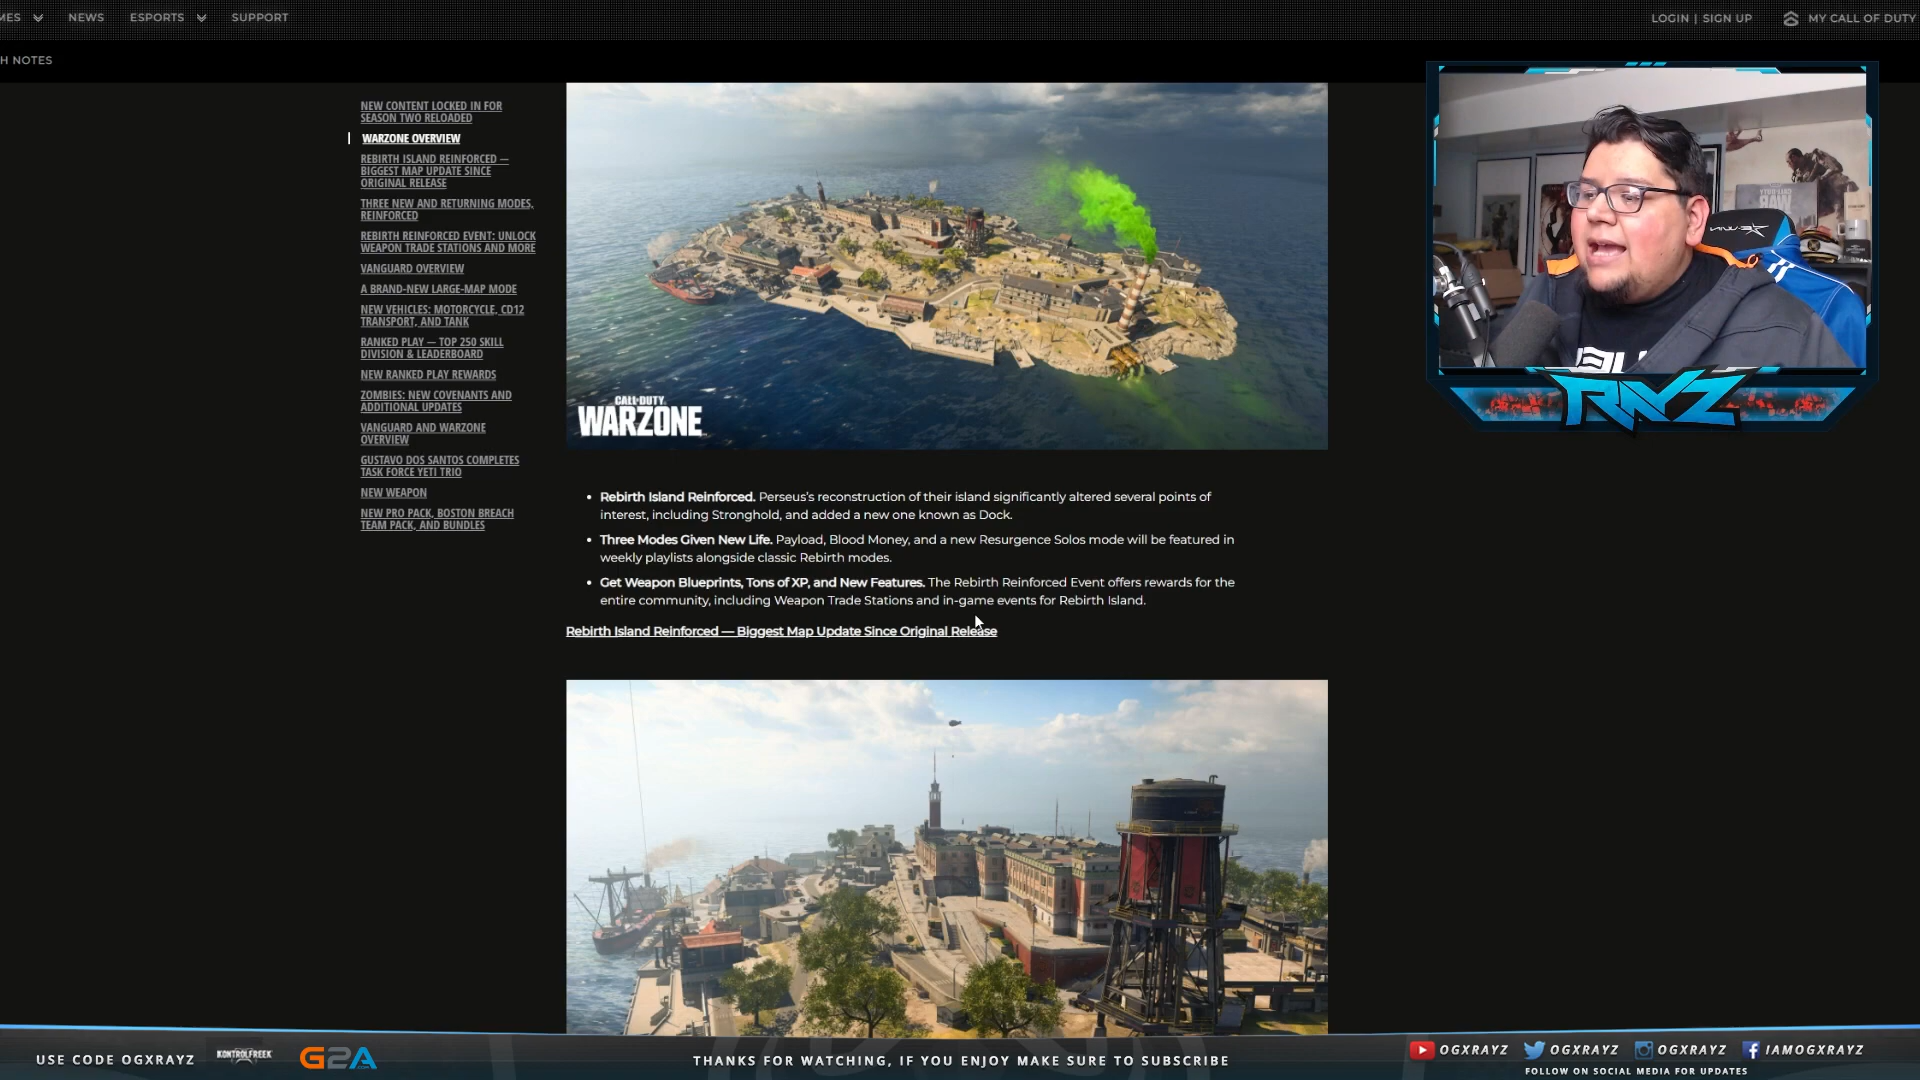 MES
NEWS
ESPORTS
SUPPORT
LOGIN | SIGN UP
MY CALL OF DUTY
H NOTES
NEW CONTENT LOCKED IN FOR
SEASON TWO RELOADED
WARZONE OVERVIEW
REBIRTH ISLAND REINFORCED —
BIGGEST MAP UPDATE SINCE
ORIGINAL RELEASE
THREE NEW AND RETURNING MODES,
REINFORCED
REBIRTH REINFORCED EVENT: UNLOCK
WEAPON TRADE STATIONS AND MORE
VANGUARD OVERVIEW
A BRAND-NEW LARGE-MAP MODE
NEW VEHICLES: MOTORCYCLE, CD12
TRANSPORT, AND TANK
RANKED PLAY — TOP 250 SKILL
DIVISION & LEADERBOARD
NEW RANKED PLAY REWARDS
ZOMBIES: NEW COVENANTS AND
ADDITIONAL UPDATES
VANGUARD AND WARZONE
OVERVIEW
GUSTAVO DOS SANTOS COMPLETES
TASK FORCE YETI TRIO
NEW WEAPON
NEW PRO PACK, BOSTON BREACH
TEAM PACK, AND BUNDLES
CALL OF DUTY
WARZONE
RAYZ
• Rebirth Island Reinforced. Perseus's reconstruction of their island significantly altered several points of
interest, including Stronghold, and added a new one known as Dock.
• Three Modes Given New Life. Payload, Blood Money, and a new Resurgence Solos mode will be featured in
weekly playlists alongside classic Rebirth modes.
• Get Weapon Blueprints, Tons of XP, and New Features. The Rebirth Reinforced Event offers rewards for the
entire community, including Weapon Trade Stations and in-game events for Rebirth Island.
Rebirth Island Reinforced — Biggest Map Update Since Original Release
USE CODE OGXRAYZ
KONTROLFREEK
G2A
THANKS FOR WATCHING, IF YOU ENJOY MAKE SURE TO SUBSCRIBE
OGXRAYZ
OGXRAYZ
OGXRAYZ
IAMOGXRAYZ
FOLLOW ON SOCIAL MEDIA FOR UPDATES